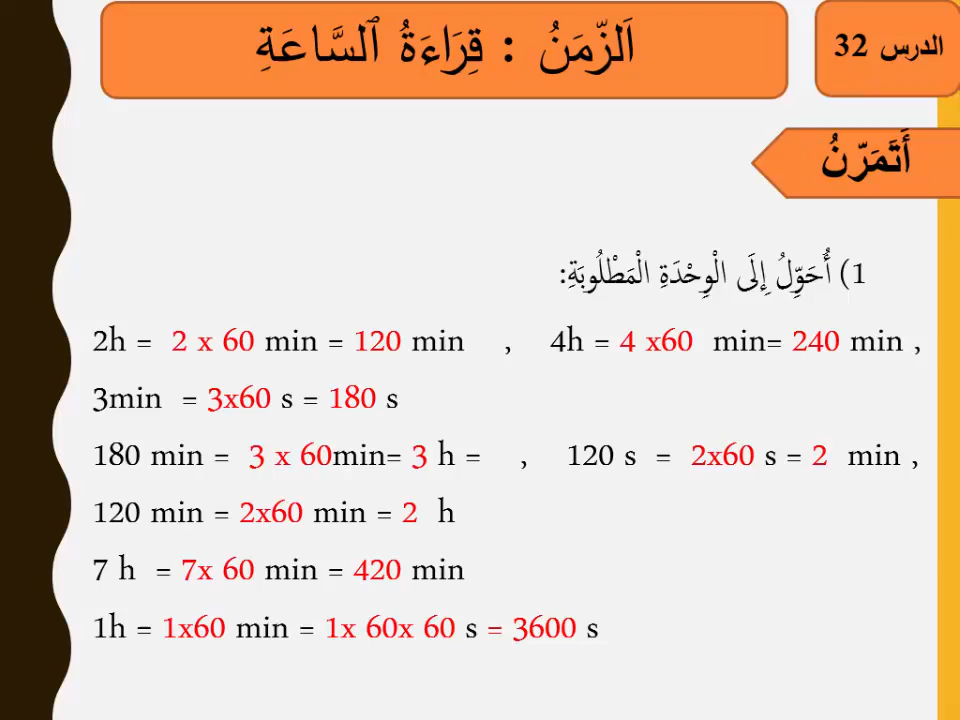 الدرس 32
اَلزَّمَنُ : قِرَاءَةُ ٱلسَّاعَةِ
أَتَمَرَّنُ
1) أُحَوِّلُ إِلَى الْوِحْدَةِ الْمَطْلُوبَةِ:
2h = 2 x 60 min = 120 min , 4h = 4 x60 min= 240 min ,
3min = 3x60 s = 180 s
180 min = 3 x 60min= 3 h = , 120 s = 2x60 s = 2 min ,
120 min = 2x60 min = 2 h
7 h = 7x 60 min = 420 min
1h = 1x60 min = 1x 60x 60 s = 3600 s